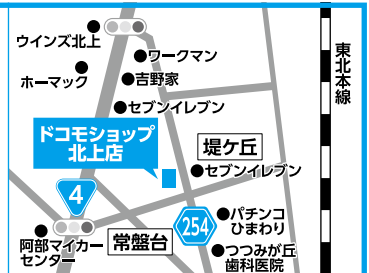 ウインズ北上
ワークマン
ホーマック
吉野家
セブンイレブン
東北本線
ドコモショップ
北上店
堤ケ丘
セブンイレブン
4
254
パチンコ
ひまわり
阿部マイカー
センター
常盤台
つつみが丘
歯科医院